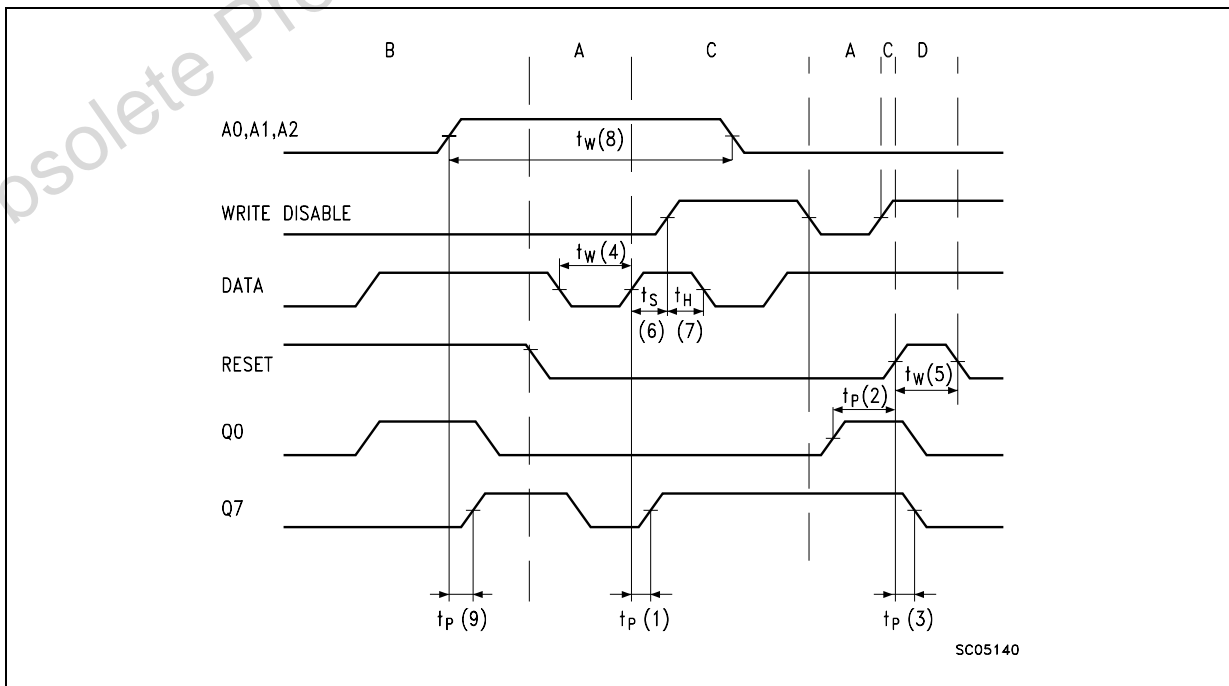 bsolete Pro
B A C A C D
A0,A1,A2
tW(8)
WRITE DISABLE
tW(4)
DATA
tS tH
(6) (7)
RESET
tW(5)
tP(2)
Q0
Q7
tP(9) tP(1) tP(3)
SC05140